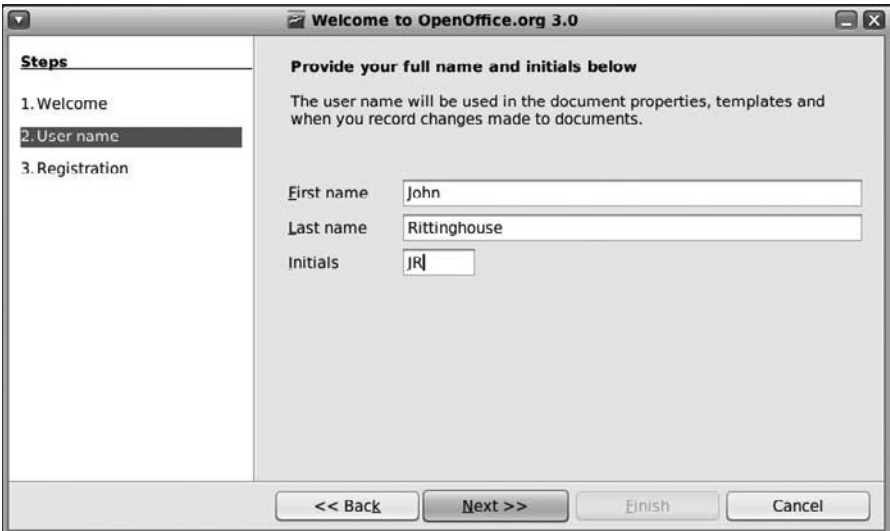 Welcome to OpenOffice.org 3.0
Steps
1. Welcome
2. User name
3. Registration
Provide your full name and initials below
The user name will be used in the document properties, templates and
when you record changes made to documents.
First name John
Last name Rittinghouse
Initials JR
<< Back Next >> Finish Cancel